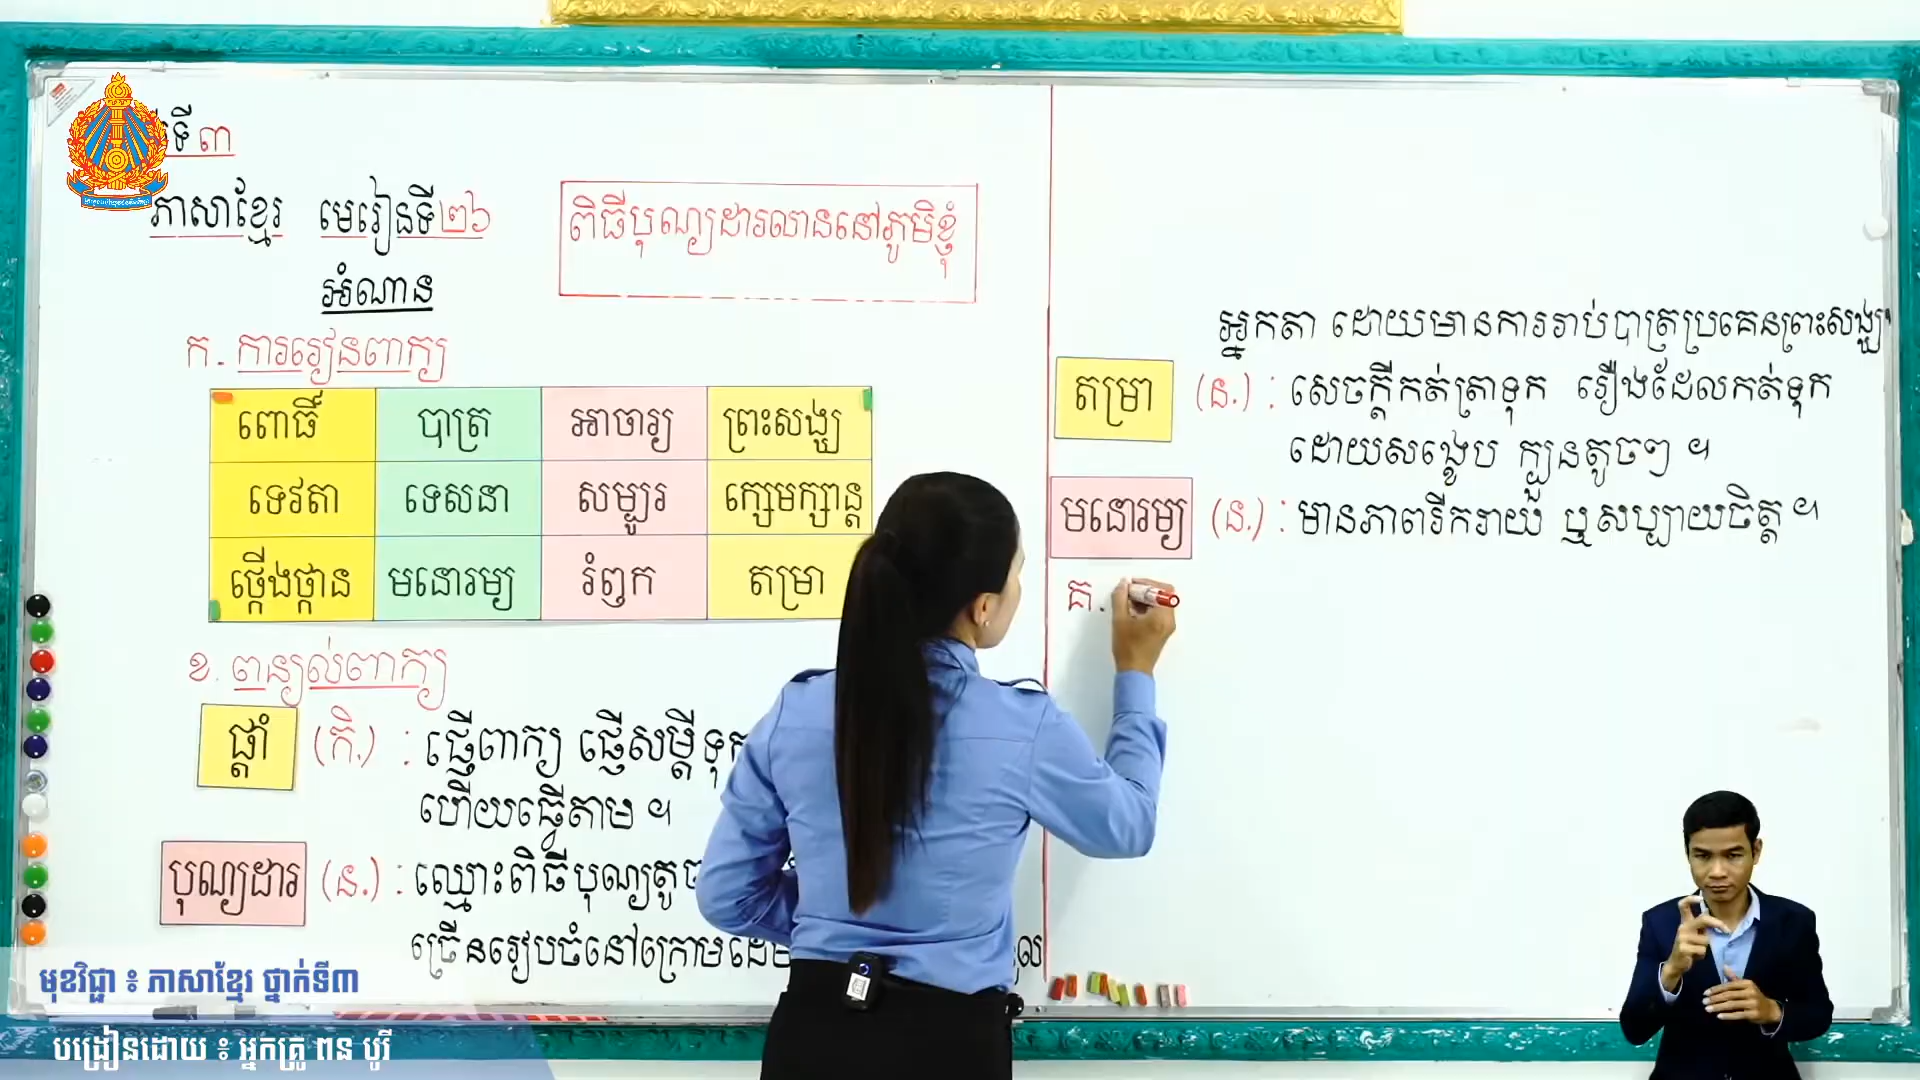 ទី ៣
ភាសាខ្មែរ មេរៀនទី២៦
ពិធីបុណ្យដារលាននៅភូមិខ្ញុំ
អំណាន
ក. ការរៀនពាក្យ
ពោធិ៍ បាត្រ អាចារ្យ ព្រះសង្ឃ
ទេវតា ទេសនា សម្បូរ ក្សេមក្សាន្ត
ថ្កើងថ្កាន មនោរម្យ រំឭក តម្រា
ខ. ពន្យល់ពាក្យ
ផ្តាំ (កិ.) : ផ្ញើពាក្យ ផ្ញើសម្តីទុក
ហើយធ្វើតាម ។
បុណ្យដារ (ន.) : ឈ្មោះពិធីបុណ្យតូច
ច្រើនរៀបចំនៅក្រោមដើម
អ្នកតា ដោយមានការរាប់បាត្រប្រគេនព្រះសង្ឃ។
តម្រា (ន.) : សេចក្តីកត់ត្រាទុក រឿងដែលកត់ទុក
ដោយសង្ខេប ក្បួនតូចៗ ។
មនោរម្យ (ន.) : មានភាពរីករាយ ឬសប្បាយចិត្ត ។
គ.
មុខវិជ្ជា ៖ ភាសាខ្មែរ ថ្នាក់ទី៣
បង្រៀនដោយ ៖ អ្នកគ្រូ ពន បូរី